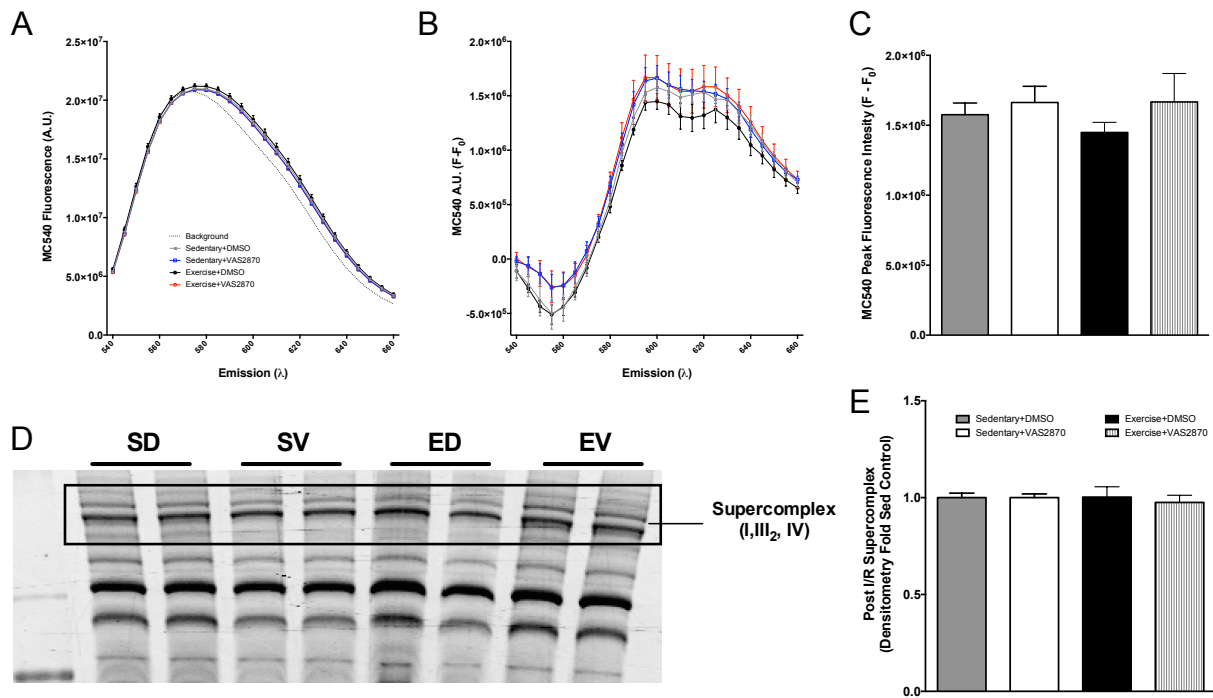 A
MC540 Fluorescence (A.U.)
2.5×10⁷
2.0×10⁷
1.5×10⁷
1.0×10⁷
5.0×10⁶
0.0
Background
Sedentary+DMSO
Sedentary+VAS2870
Exercise+DMSO
Exercise+VAS2870
540
560
580
600
620
640
660
Emission (λ)
B
MC540 A.U. (F-F₀)
2.0×10⁶
1.5×10⁶
1.0×10⁶
5.0×10⁵
0.0
-5.0×10⁵
540
560
580
600
620
640
660
Emission (λ)
C
MC540 Peak Fluorescence Intesity (F - F₀)
2.0×10⁶
1.5×10⁶
1.0×10⁶
5.0×10⁵
0.0
D
SD SV ED EV
Supercomplex
(I,III₂, IV)
E
Post I/R Supercomplex
(Densitometry Fold Sed Control)
1.5
1.0
0.5
0.0
Sedentary+DMSO Exercise+DMSO
Sedentary+VAS2870 Exercise+VAS2870